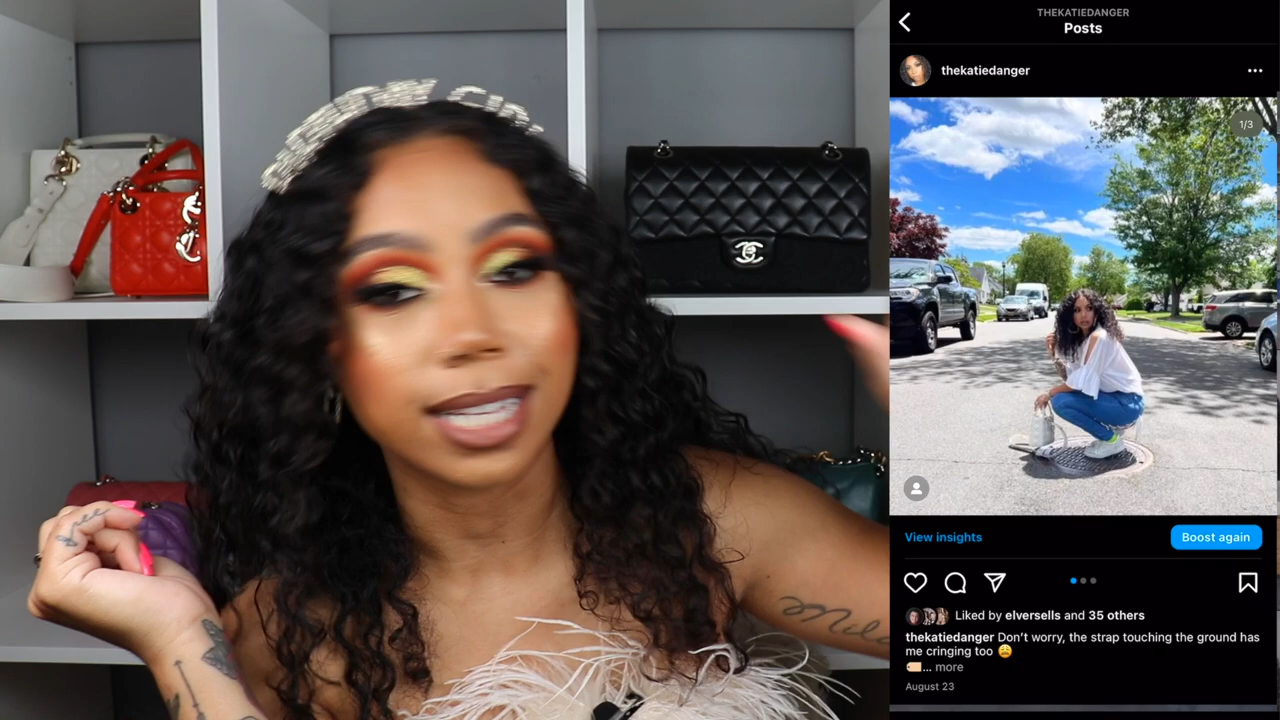 THEKATIEDANGER
Posts
thekatiedanger
1/3
View insights
Boost again
Liked by elversells and 35 others
thekatiedanger Don't worry, the strap touching the ground has
me cringing too 😩
🏷️... more
August 23